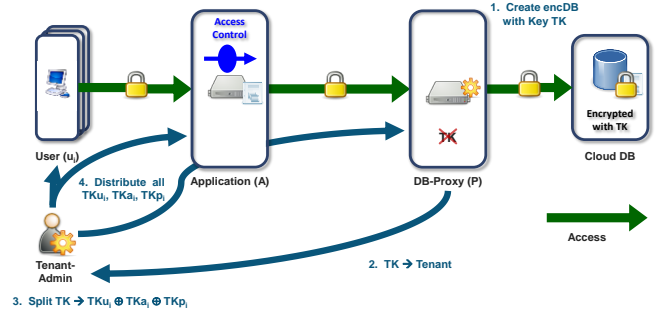 1. Create encDB
with Key TK
Access
Control
Encrypted
with TK
TK
User (uᵢ)
Application (A)
DB-Proxy (P)
Cloud DB
4. Distribute all
TKuᵢ, TKaᵢ, TKpᵢ
Access
Tenant-
Admin
2. TK → Tenant
3. Split TK → TKuᵢ ⊕ TKaᵢ ⊕ TKpᵢ